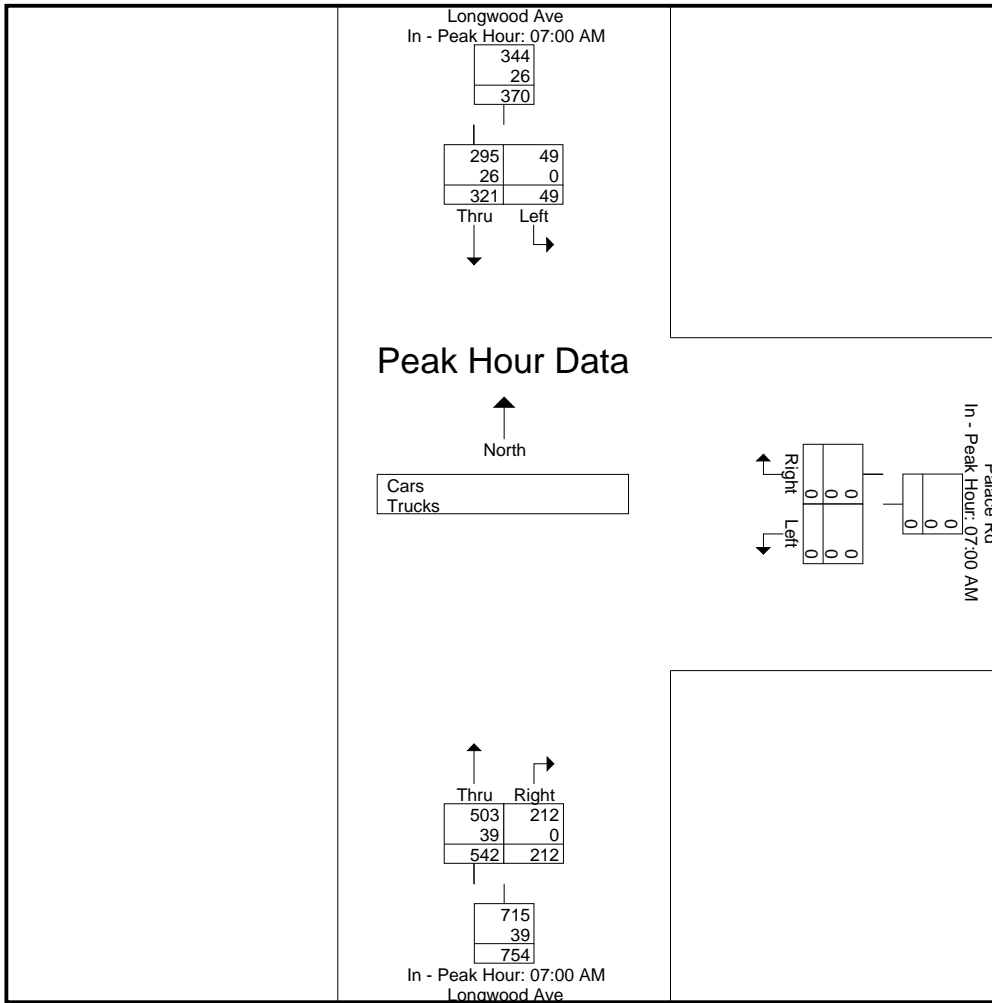 Longwood Ave
In - Peak Hour: 07:00 AM
344
26
370
295 49
26 0
321 49
Thru Left
Peak Hour Data
North
Cars
Trucks
Right
0 0 0
Left
0 0 0
0 0 0
In - Peak Hour: 07:00 AM
Palace Rd
Thru Right
503 212
39 0
542 212
715
39
754
In - Peak Hour: 07:00 AM
Longwood Ave